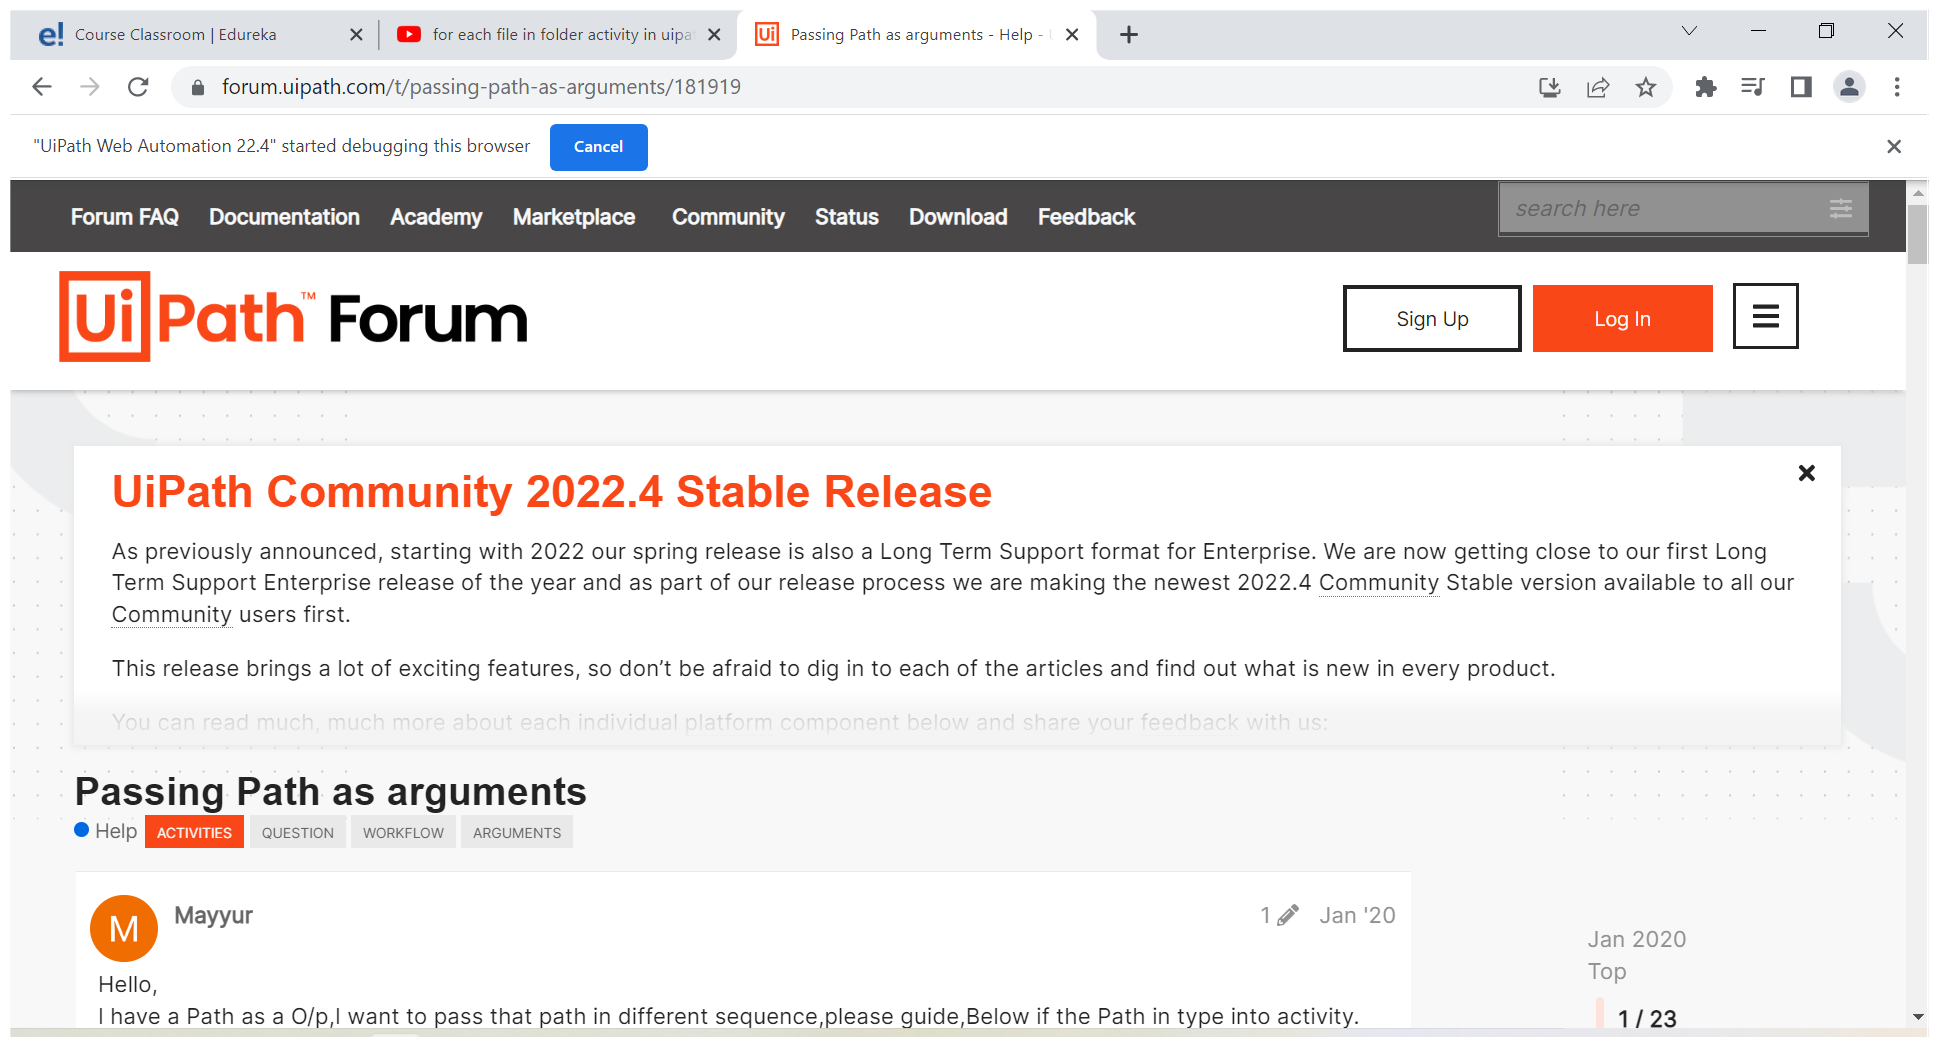 e! Course Classroom | Edureka
for each file in folder activity in uipa
Ui Passing Path as arguments - Help -
forum.uipath.com/t/passing-path-as-arguments/181919
"UiPath Web Automation 22.4" started debugging this browser Cancel
Forum FAQ Documentation Academy Marketplace Community Status Download Feedback search here
UiPath™ Forum Sign Up Log In
UiPath Community 2022.4 Stable Release
As previously announced, starting with 2022 our spring release is also a Long Term Support format for Enterprise. We are now getting close to our first Long
Term Support Enterprise release of the year and as part of our release process we are making the newest 2022.4 Community Stable version available to all our
Community users first.
This release brings a lot of exciting features, so don’t be afraid to dig in to each of the articles and find out what is new in every product.
You can read much, much more about each individual platform component below and share your feedback with us:
Passing Path as arguments
Help ACTIVITIES QUESTION WORKFLOW ARGUMENTS
M Mayyur 1 Jan '20
Jan 2020
Top
Hello,
I have a Path as a O/p,I want to pass that path in different sequence,please guide,Below if the Path in type into activity.
1 / 23